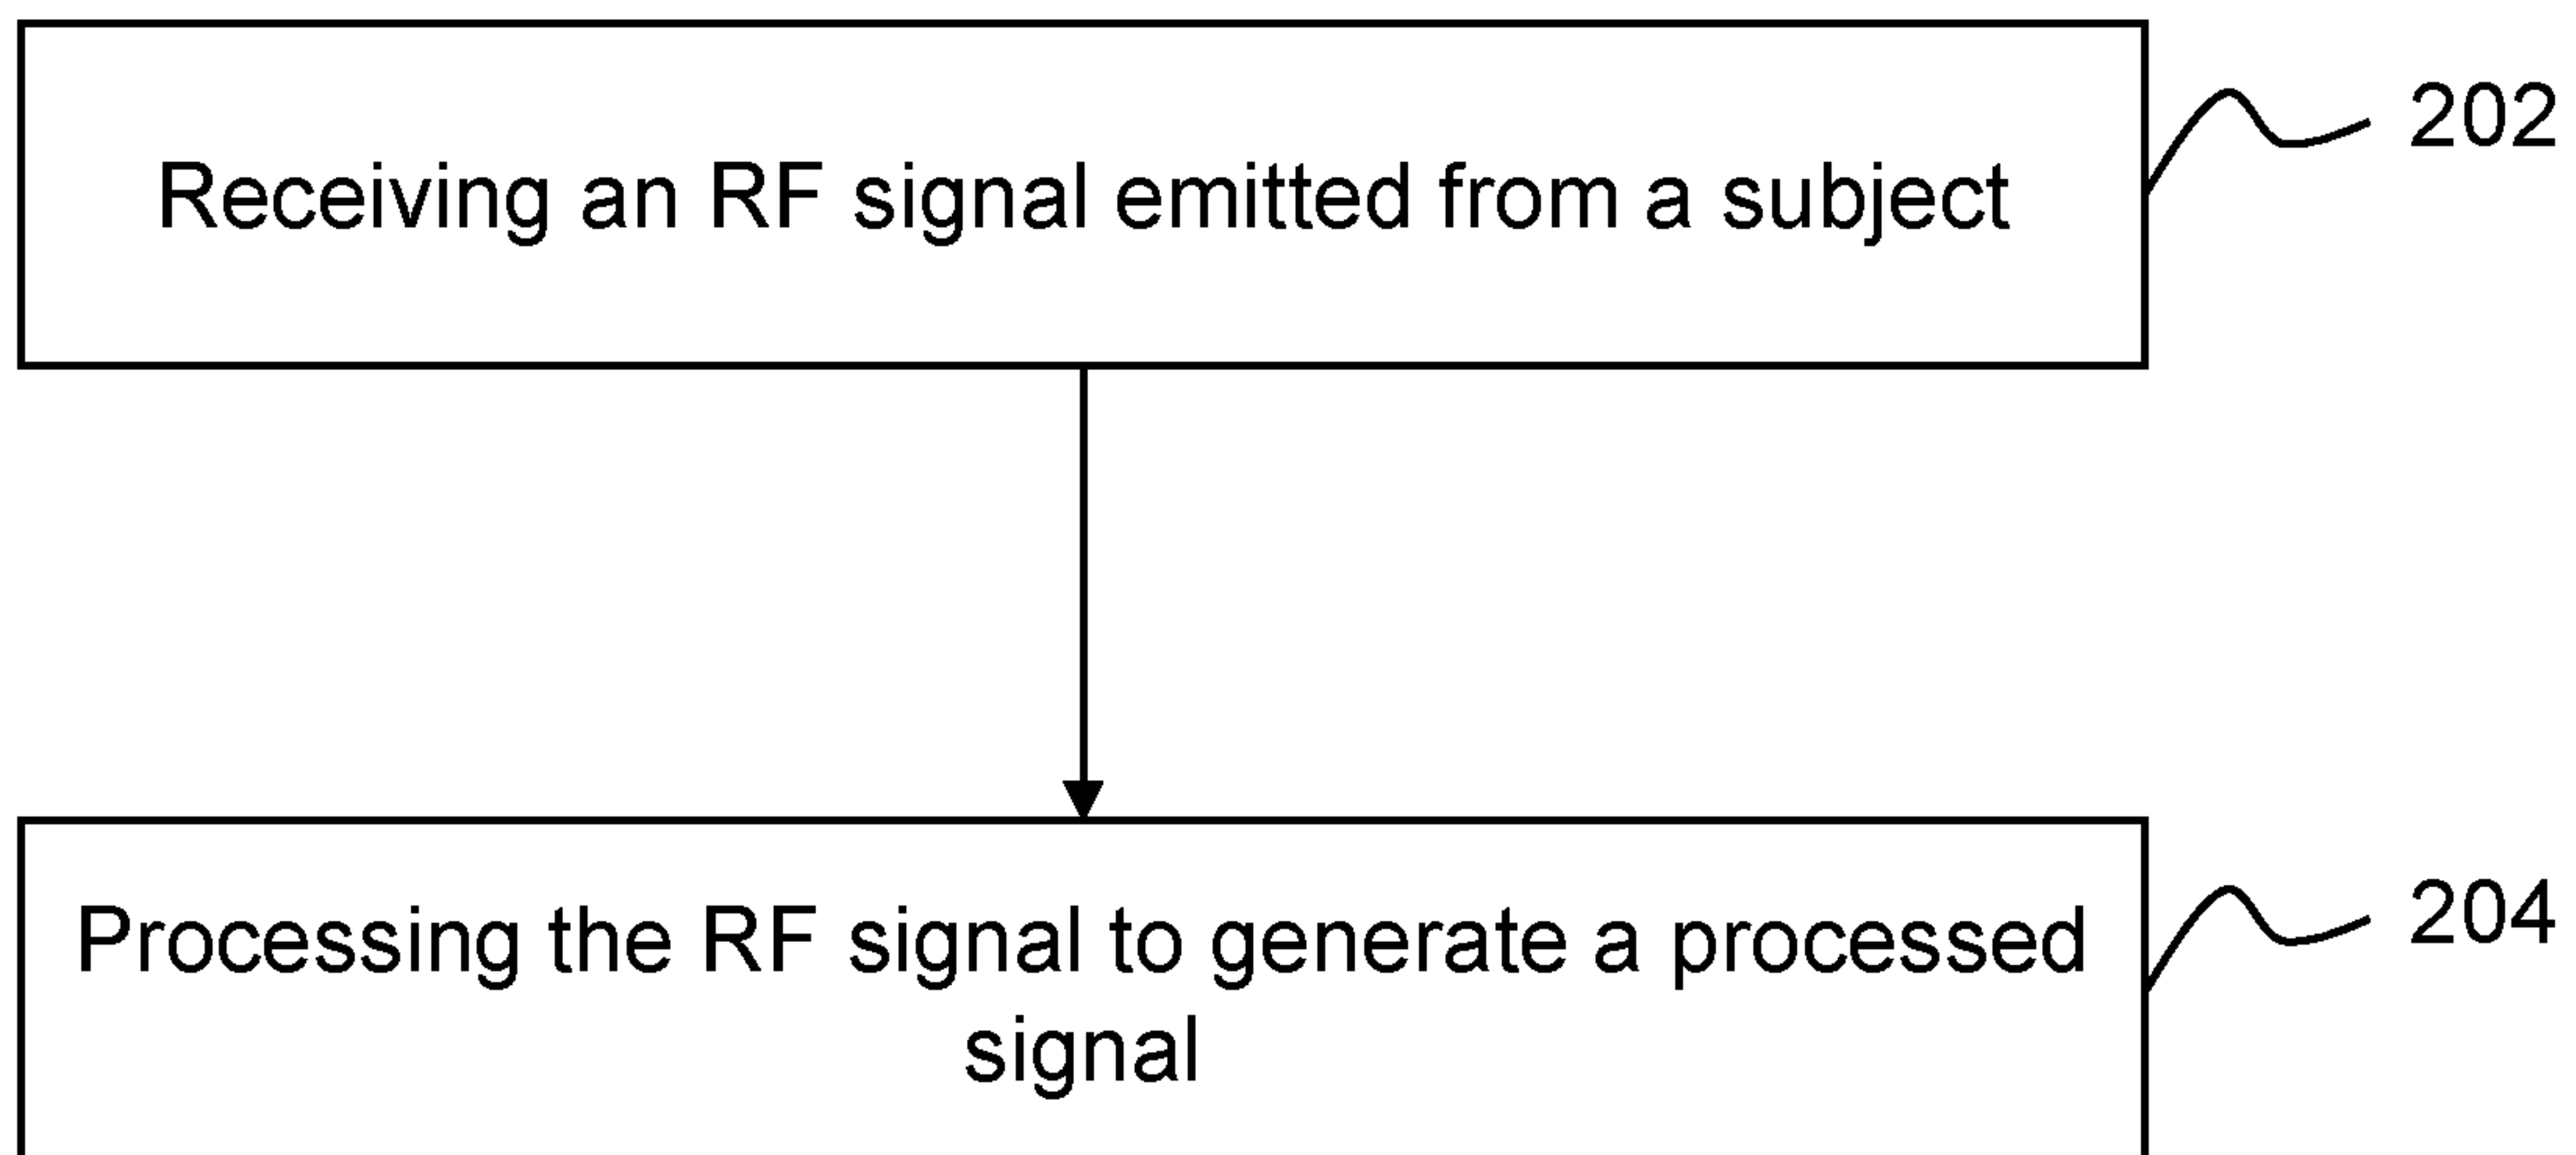 Receiving an RF signal emitted from a subject
202
Processing the RF signal to generate a processed
signal
204